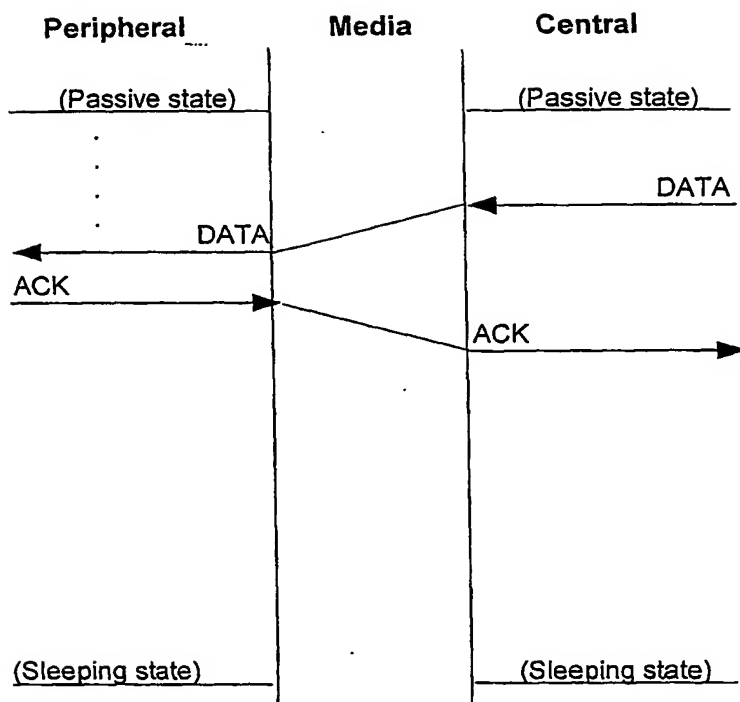 Peripheral Media Central
(Passive state) (Passive state)
DATA
DATA
ACK
ACK
(Sleeping state) (Sleeping state)